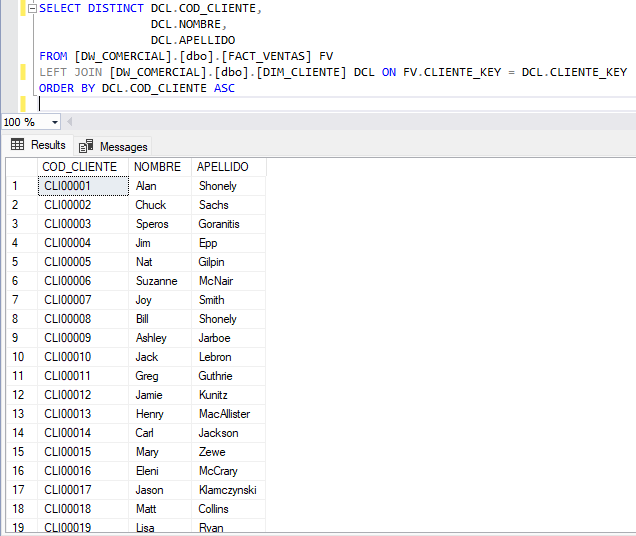 SELECT DISTINCT DCL.COD_CLIENTE,
DCL.NOMBRE,
DCL.APELLIDO
FROM [DW_COMERCIAL].[dbo].[FACT_VENTAS] FV
LEFT JOIN [DW_COMERCIAL].[dbo].[DIM_CLIENTE] DCL ON FV.CLIENTE_KEY = DCL.CLIENTE_KEY
ORDER BY DCL.COD_CLIENTE ASC
100 %
Results Messages
COD_CLIENTE NOMBRE APELLIDO
1 CLI00001 Alan Shonely
2 CLI00002 Chuck Sachs
3 CLI00003 Speros Goranitis
4 CLI00004 Jim Epp
5 CLI00005 Nat Gilpin
6 CLI00006 Suzanne McNair
7 CLI00007 Joy Smith
8 CLI00008 Bill Shonely
9 CLI00009 Ashley Jarboe
10 CLI00010 Jack Lebron
11 CLI00011 Greg Guthrie
12 CLI00012 Jamie Kunitz
13 CLI00013 Henry MacAllister
14 CLI00014 Carl Jackson
15 CLI00015 Mary Zewe
16 CLI00016 Eleni McCrary
17 CLI00017 Jason Klamczynski
18 CLI00018 Matt Collins
19 CLI00019 Lisa Ryan